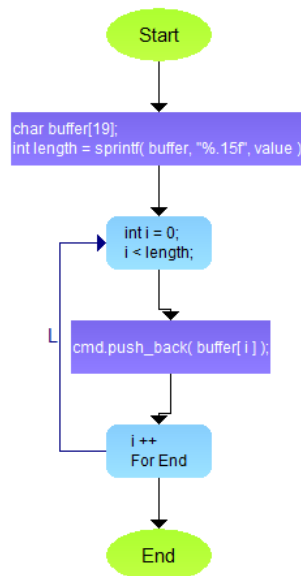 Start
char buffer[19];
int length = sprintf( buffer, "%.15f", value )
int i = 0;
i < length;
L
cmd.push_back( buffer[ i ] );
i ++
For End
End